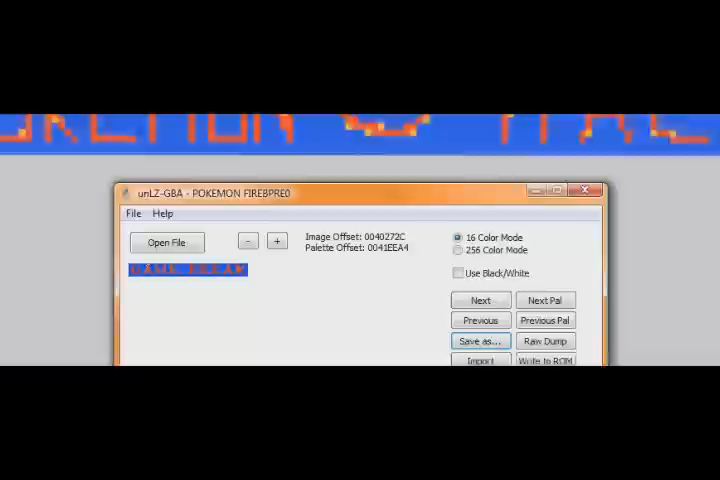 unLZ-GBA - POKEMON FIREBPRE0
File Help
Open File - + Image Offset: 0040272C
Palette Offset: 0041EEA4
16 Color Mode
256 Color Mode
Use Black/White
Next Next Pal
Previous Previous Pal
Save as... Raw Dump
Import Write to ROM